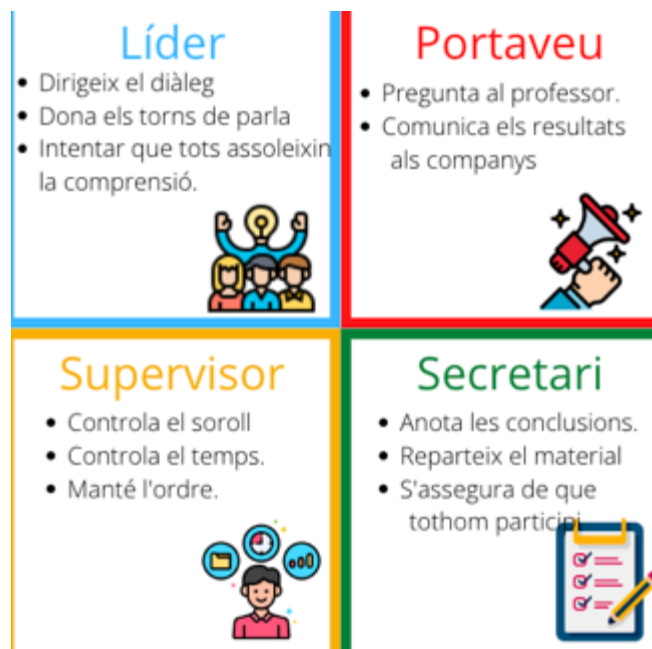 Líder
• Dirigeix el diàleg
• Dona els torns de parla
• Intentar que tots assoleixin
la comprensió.
Portaveu
• Pregunta al professor.
• Comunica els resultats
als companys
Supervisor
• Controla el soroll
• Controla el temps.
• Manté l'ordre.
Secretari
• Anota les conclusions.
• Reparteix el material
• S'assegura de que
tothom participi